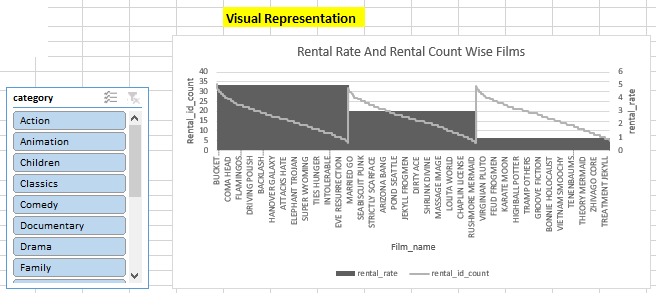 Visual Representation
Rental Rate And Rental Count Wise Films
category
Action
Animation
Children
Classics
Comedy
Documentary
Drama
Family
Rental_id_count
40
35
30
25
20
15
10
5
0
rental_rate
6
5
4
3
2
1
0
BUCKET
COMA HEAD
FLAMINGOS
DRIVING POLISH
BACKLASH
HANOVER GALAXY
ATTACKS HATE
ELEPHANT TROJAN
SUPER WYOMING
TIES HUNGER
INTOLERABLE
EVE RESURRECTION
MARRIED GO
SEABISCUIT PUNK
STRICTLY SCARFACE
ARIZONA BANG
POND SEATTLE
JEKYLL FROGMEN
DIRTY ACE
SHRUNK DIVINE
MASSAGE IMAGE
LOLITA WORLD
CHAPLIN LICENSE
RUSHMORE MERMAID
VIRGINIAN PLUTO
FEUD FROGMEN
KARATE MOON
HIGHBALL POTTER
TRAMP OTHERS
GROOVE FICTION
BONNIE HOLOCAUST
VIETNAM SMOOCHY
TENENBAUMS
THEORY MERMAID
ZHIVAGO CORE
TREATMENT JEKYLL
Film_name
rental_rate rental_id_count